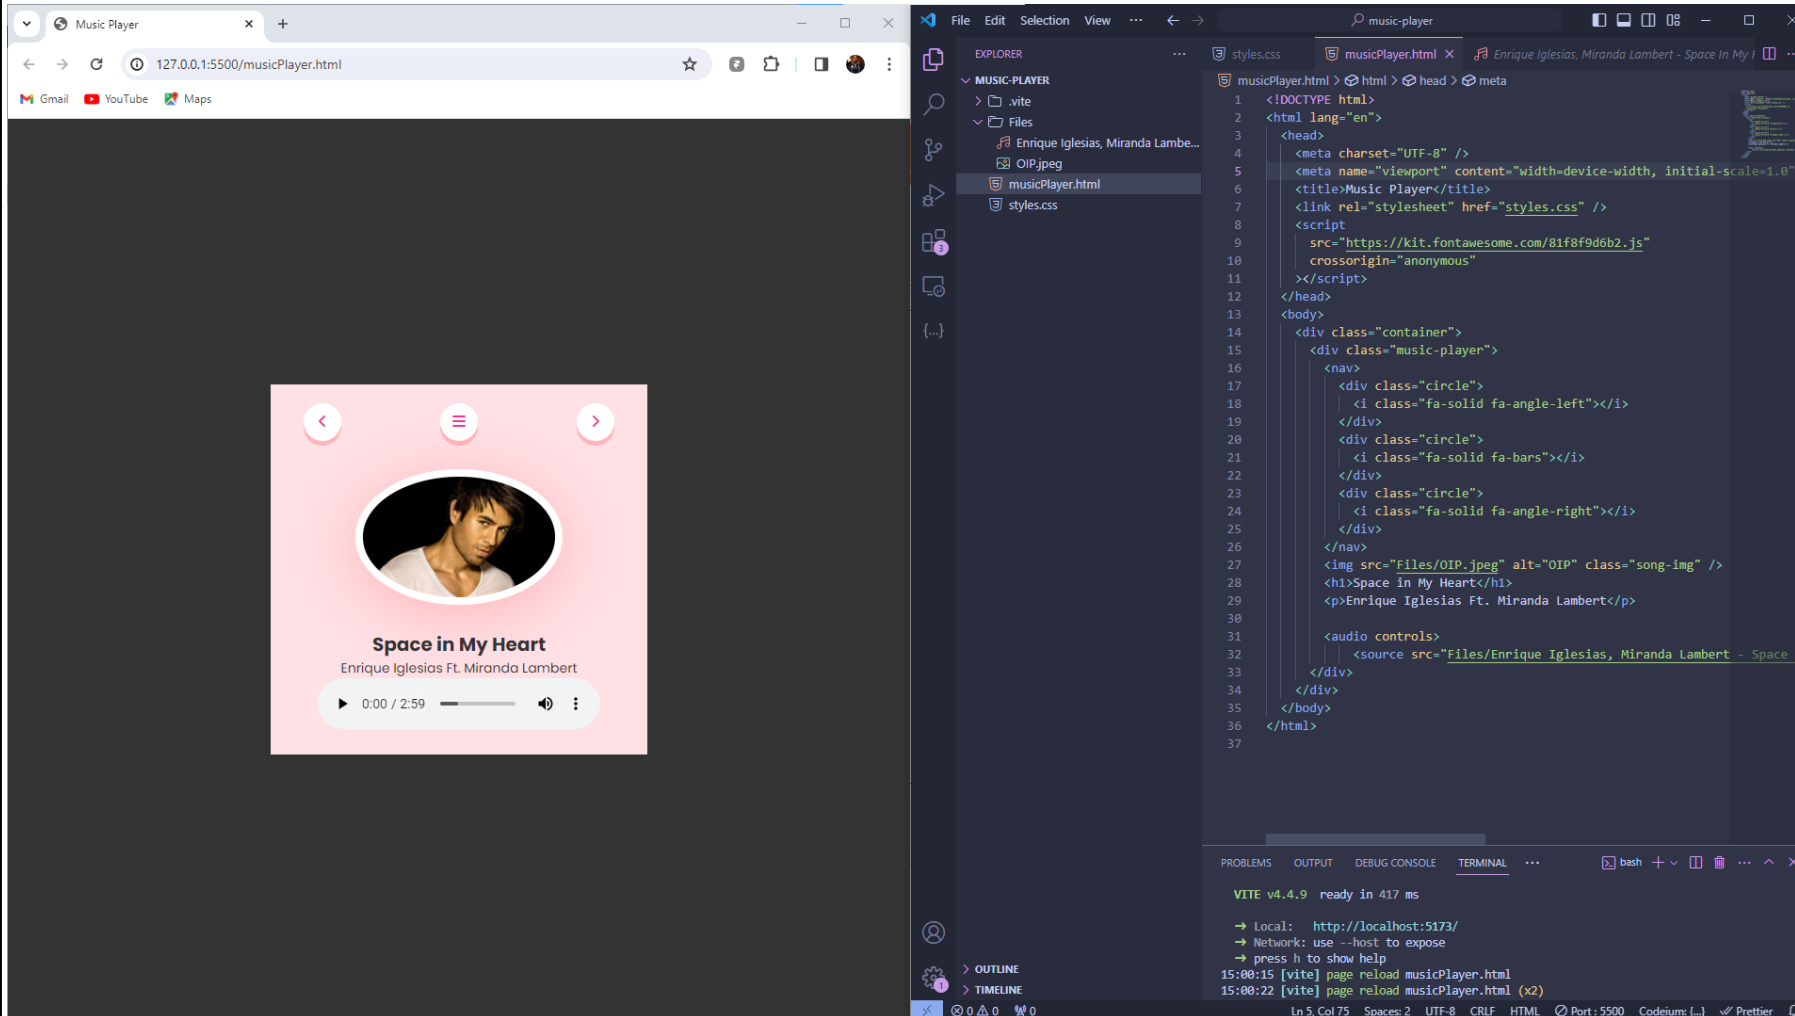 Music Player
127.0.0.1:5500/musicPlayer.html
Gmail YouTube Maps
Space in My Heart
Enrique Iglesias Ft. Miranda Lambert
0:00 / 2:59
File Edit Selection View
music-player
EXPLORER
MUSIC-PLAYER
.vite
Files
Enrique Iglesias, Miranda Lambe...
OIP.jpeg
musicPlayer.html
styles.css
3
{...}
OUTLINE
TIMELINE
1
styles.css musicPlayer.html Enrique Iglesias, Miranda Lambert - Space In My
musicPlayer.html > html > head > meta
1 <!DOCTYPE html>
2 <html lang="en">
3 <head>
4 <meta charset="UTF-8" />
5 <meta name="viewport" content="width=device-width, initial-scale=1.0"
6 <title>Music Player</title>
7 <link rel="stylesheet" href="styles.css" />
8 <script
9 src="https://kit.fontawesome.com/81f8f9d6b2.js"
10 crossorigin="anonymous"
11 ></script>
12 </head>
13 <body>
14 <div class="container">
15 <div class="music-player">
16 <nav>
17 <div class="circle">
18 <i class="fa-solid fa-angle-left"></i>
19 </div>
20 <div class="circle">
21 <i class="fa-solid fa-bars"></i>
22 </div>
23 <div class="circle">
24 <i class="fa-solid fa-angle-right"></i>
25 </div>
26 </nav>
27 <img src="Files/OIP.jpeg" alt="OIP" class="song-img" />
28 <h1>Space in My Heart</h1>
29 <p>Enrique Iglesias Ft. Miranda Lambert</p>
30
31 <audio controls>
32 <source src="Files/Enrique Iglesias, Miranda Lambert - Space
33 </div>
34 </div>
35 </body>
36 </html>
37
PROBLEMS OUTPUT DEBUG CONSOLE TERMINAL
bash
VITE v4.4.9 ready in 417 ms
➜ Local: http://localhost:5173/
➜ Network: use --host to expose
➜ press h to show help
15:00:15 [vite] page reload musicPlayer.html
15:00:22 [vite] page reload musicPlayer.html (x2)
0 0 0 Ln 5, Col 75 Spaces: 2 UTF-8 CRLF HTML Port : 5500 Codeium: {...} Prettier